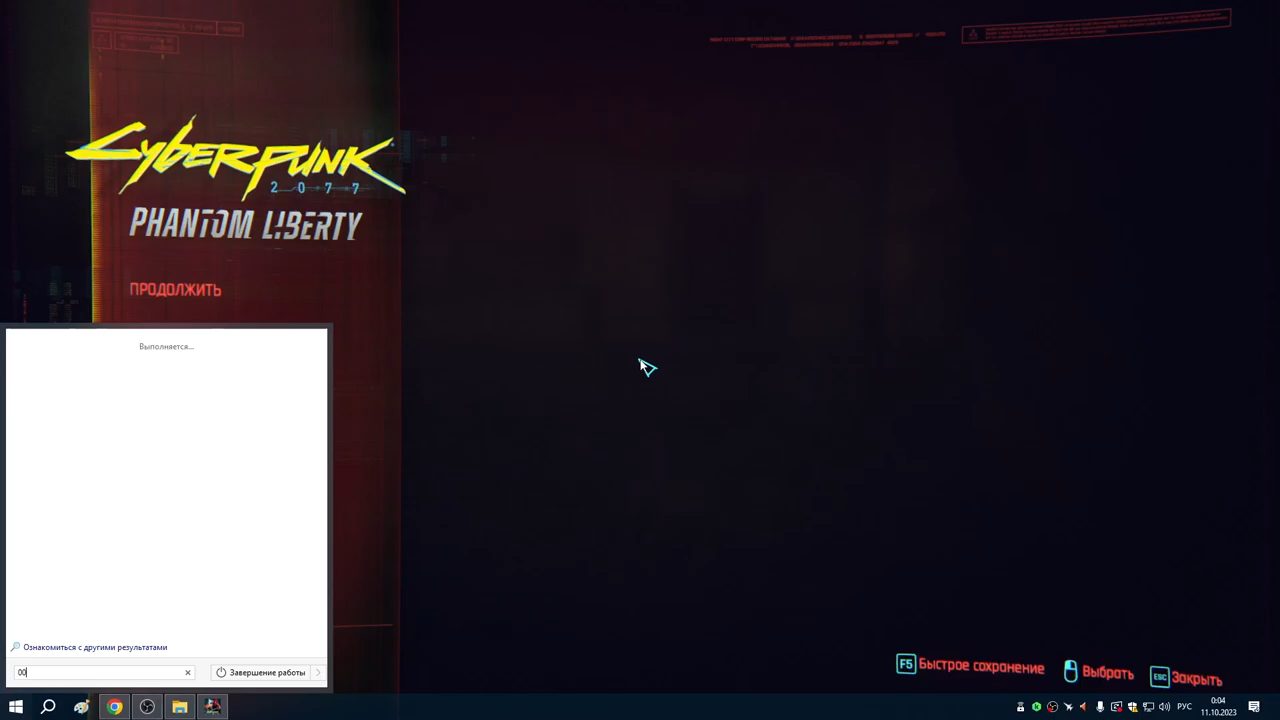 CYBERPUNK
2077
PHANTOM LIBERTY
ПРОДОЛЖИТЬ
Выполняется...
Ознакомиться с другими результатами
00
Завершение работы
F5 Быстрое сохранение
Выбрать
ESC Закрыть
РУС
0:04
11.10.2023